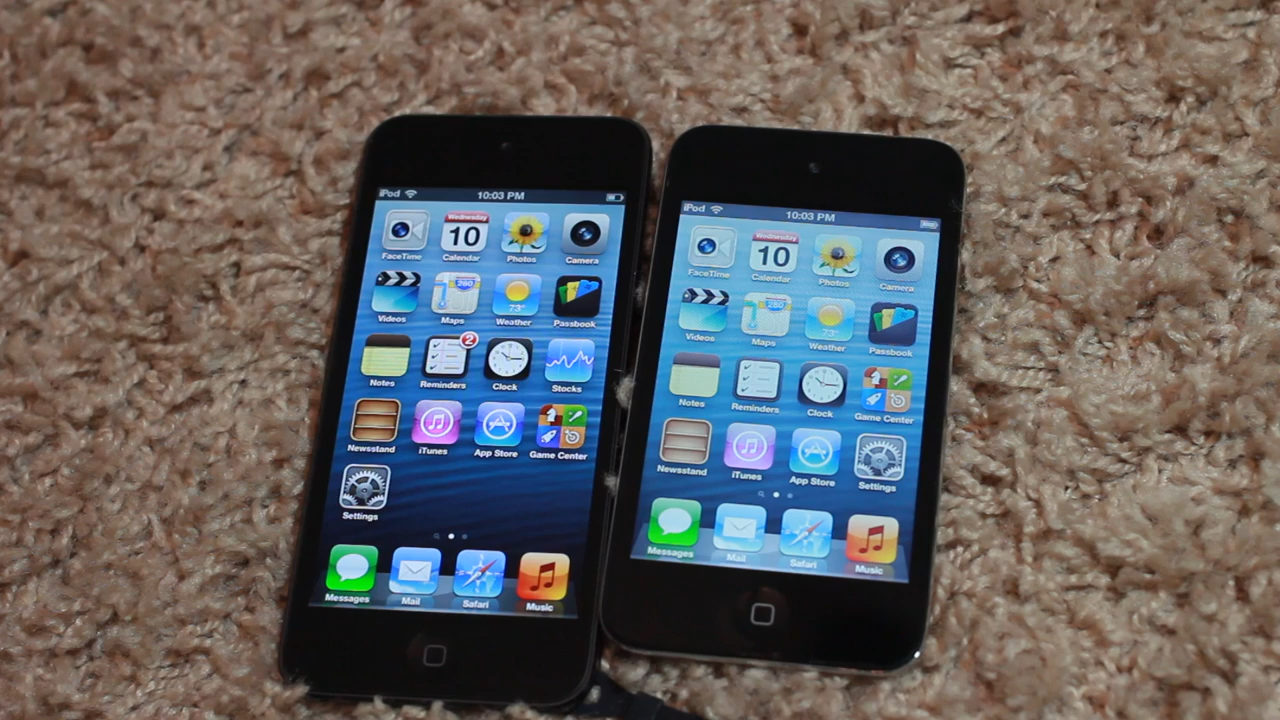 iPod 10:03 PM
Wednesday
10
FaceTime Calendar Photos Camera
280
73°
Videos Maps Weather Passbook
2
Notes Reminders Clock Stocks
Newsstand iTunes App Store Game Center
Settings
Messages Mail Safari Music
iPod 10:03 PM
Wednesday
10
FaceTime Calendar Photos Camera
280
73°
Videos Maps Weather Passbook
Notes Reminders Clock Game Center
Newsstand iTunes App Store Settings
Messages Mail Safari Music